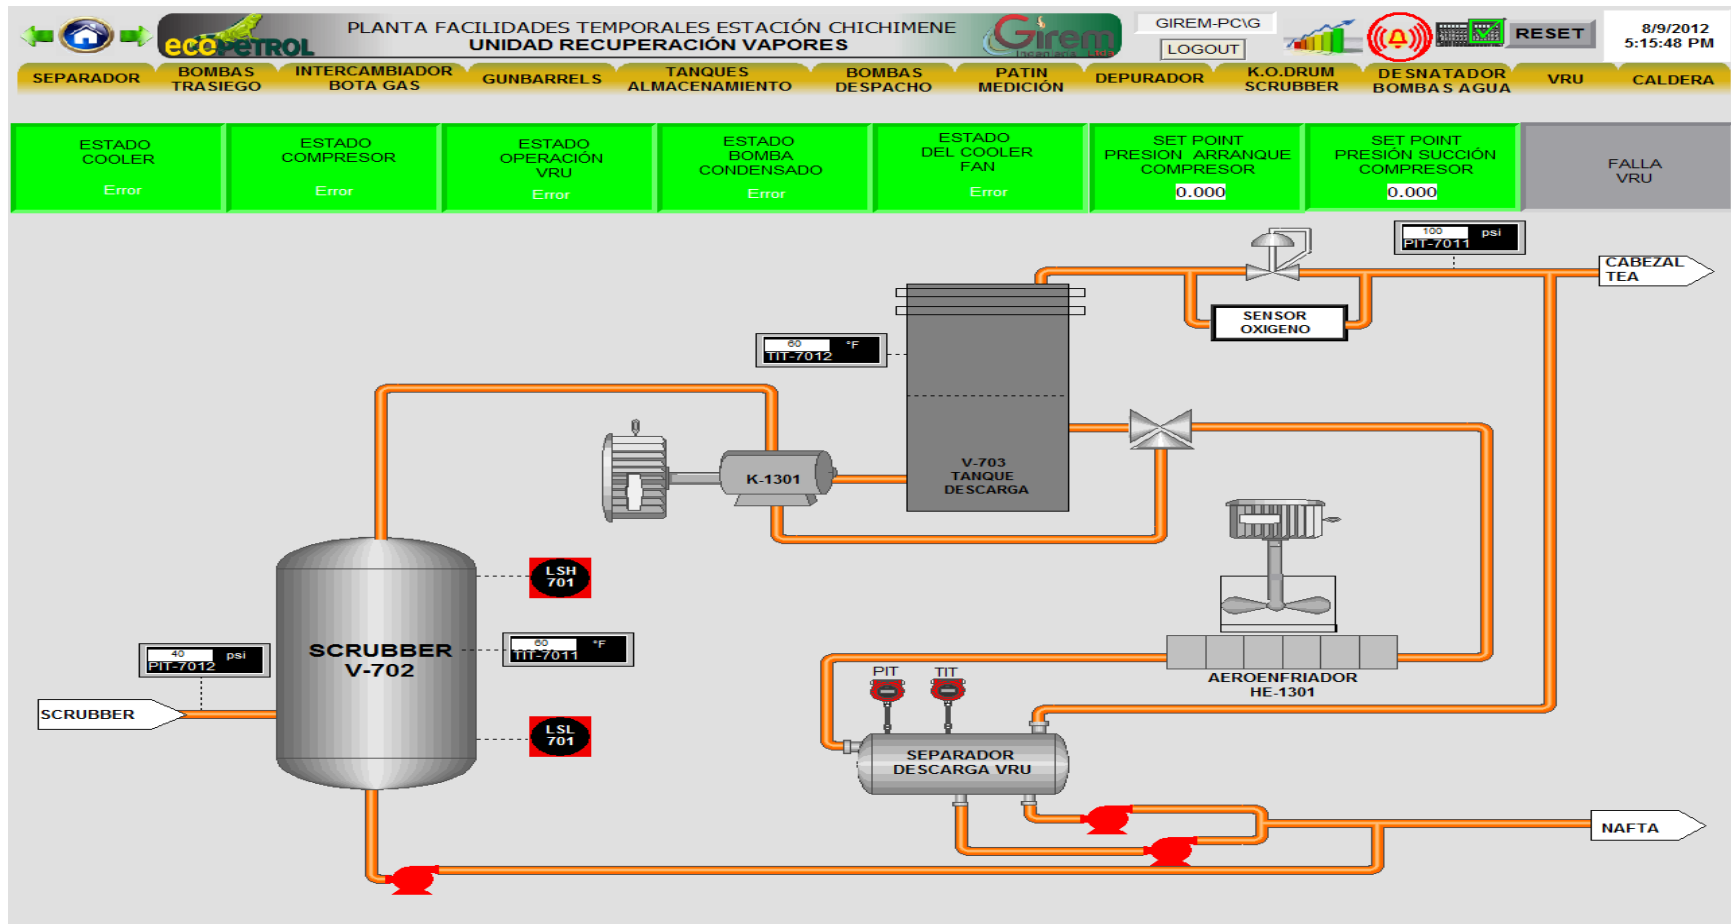 PLANTA FACILIDADES TEMPORALES ESTACIÓN CHICHIMENE
UNIDAD RECUPERACIÓN VAPORES
ecopETROL
Girem
Ingeniería Ltda
GIREM-PC\G
LOGOUT
RESET
8/9/2012
5:15:48 PM
SEPARADOR
BOMBAS
TRASIEGO
INTERCAMBIADOR
BOTA GAS
GUNBARRELS
TANQUES
ALMACENAMIENTO
BOMBAS
DESPACHO
PATIN
MEDICIÓN
DEPURADOR
K.O.DRUM
SCRUBBER
DESNATADOR
BOMBAS AGUA
VRU
CALDERA
ESTADO
COOLER
Error
ESTADO
COMPRESOR
Error
ESTADO
OPERACIÓN
VRU
Error
ESTADO
BOMBA
CONDENSADO
Error
ESTADO
DEL COOLER
FAN
Error
SET POINT
PRESION ARRANQUE
COMPRESOR
0.000
SET POINT
PRESIÓN SUCCIÓN
COMPRESOR
0.000
FALLA
VRU
100 psi
PIT-7011
CABEZAL
TEA
SENSOR
OXIGENO
60 °F
TIT-7012
V-703
TANQUE
DESCARGA
K-1301
LSH
701
SCRUBBER
V-702
60 °F
TIT-7011
40 psi
PIT-7012
SCRUBBER
LSL
701
AEROENFRIADOR
HE-1301
PIT
TIT
SEPARADOR
DESCARGA VRU
NAFTA